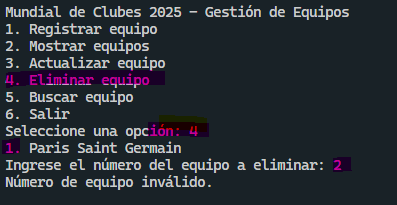 Mundial de Clubes 2025 - Gestión de Equipos
1. Registrar equipo
2. Mostrar equipos
3. Actualizar equipo
4. Eliminar equipo
5. Buscar equipo
6. Salir
Seleccione una opción: 4
1. Paris Saint Germain
Ingrese el número del equipo a eliminar: 2
Número de equipo inválido.